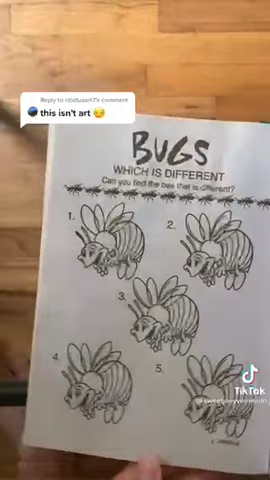 Reply to
comment
this isn't art
BUGS
WHICH IS DIFFERENT
Can you find the bee that is different?
1.
2.
3.
4.
5.
TikTok